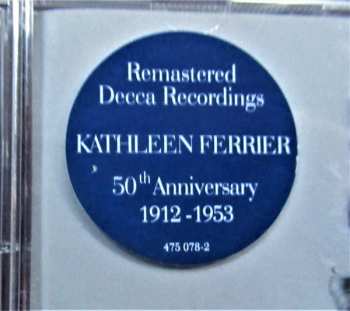 Remastered
Decca Recordings
KATHLEEN FERRIER
50th Anniversary
1912-1953
475 078-2